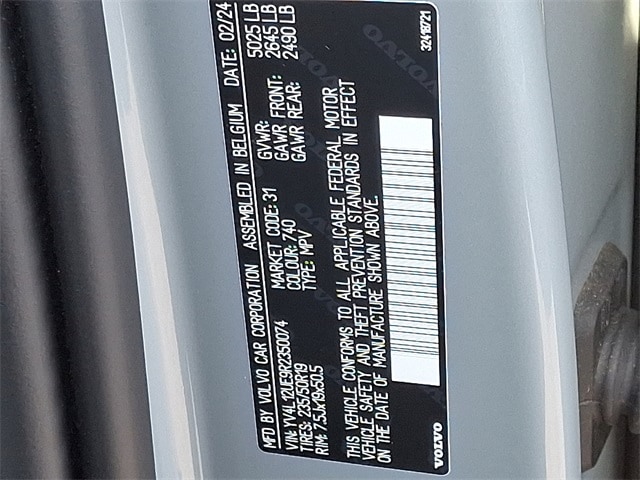 MFD BY VOLVO CAR CORPORATION ASSEMBLED IN BELGIUM DATE: 02/24
VIN: YV4L12UE9R2350074 MARKET CODE: 31 GVWR: 5025 LB
TIRES: 235/50R19 COLOUR: 740 GAWR FRONT: 2645 LB
RIM: 7.5Jx19x50.5 TYPE: MPV GAWR REAR: 2490 LB
THIS VEHICLE CONFORMS TO ALL APPLICABLE FEDERAL MOTOR
VEHICLE SAFETY AND THEFT PREVENTION STANDARDS IN EFFECT
ON THE DATE OF MANUFACTURE SHOWN ABOVE.
VOLVO 32418721